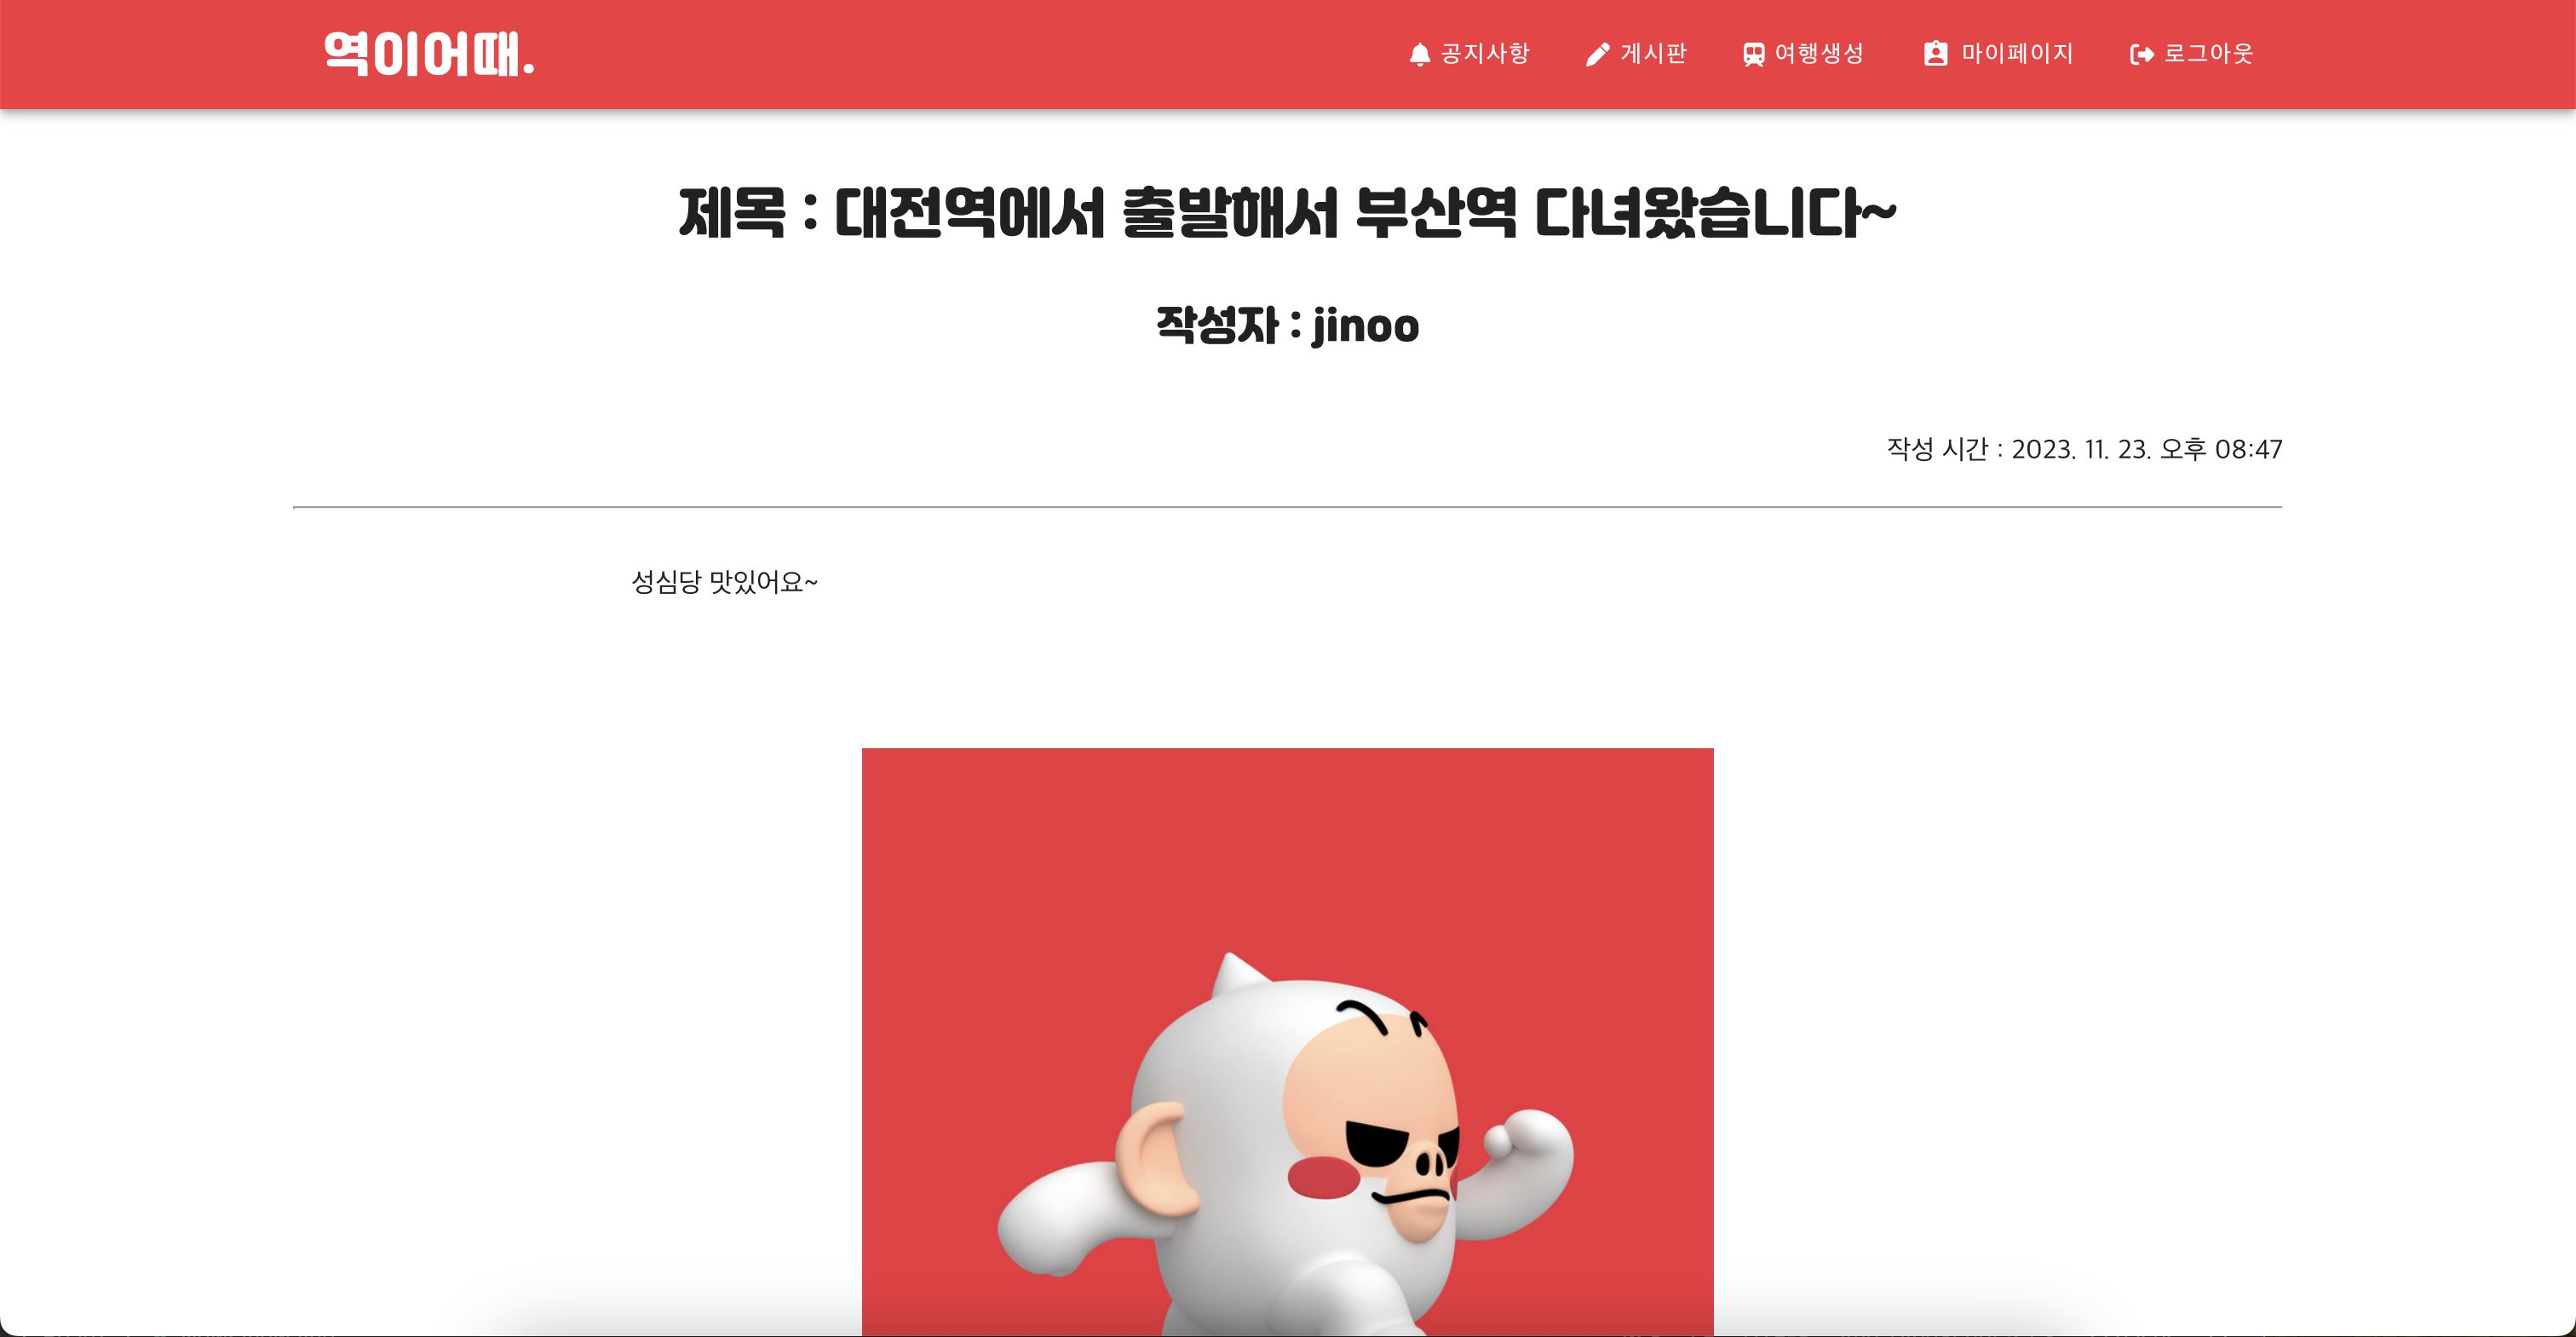 역이어때.
공지사항 게시판 여행생성 마이페이지 로그아웃
제목 : 대전역에서 출발해서 부산역 다녀왔습니다~
작성자 : jinoo
작성 시간 : 2023. 11. 23. 오후 08:47
성심당 맛있어요~